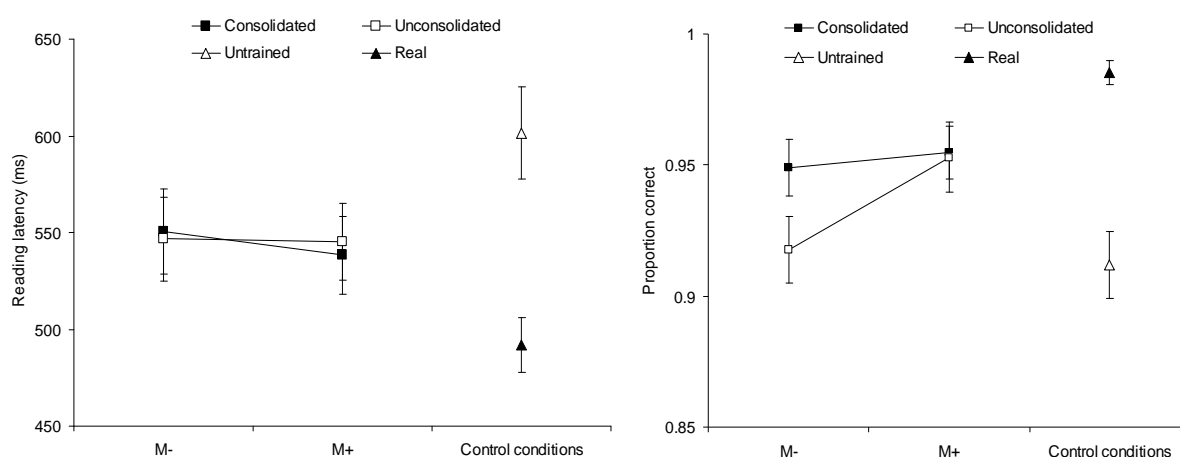 Consolidated Unconsolidated
Untrained Real
650
600
550
500
450
Reading latency (ms)
M- M+ Control conditions
Consolidated Unconsolidated
Untrained Real
1
0.95
0.9
0.85
Proportion correct
M- M+ Control conditions